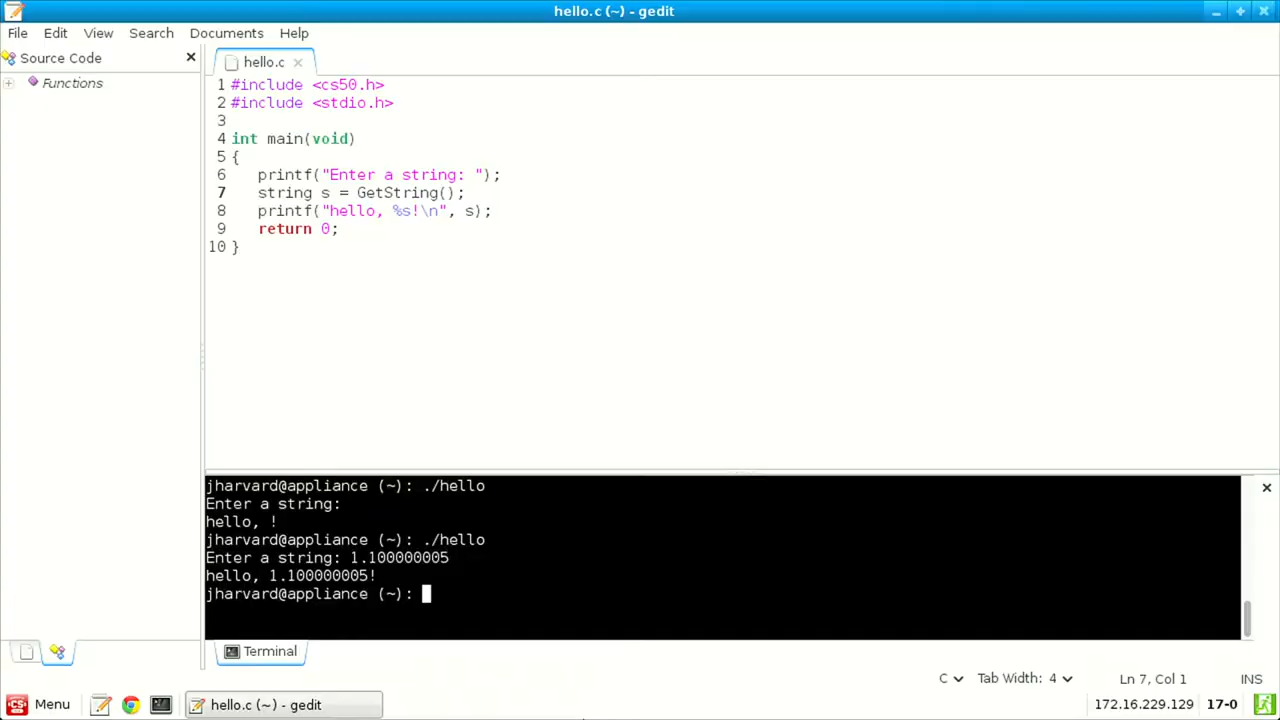 hello.c (~) - gedit
File Edit View Search Documents Help
Source Code
hello.c
Functions
1 #include <cs50.h>
2 #include <stdio.h>
3
4 int main(void)
5 {
6    printf("Enter a string: ");
7    string s = GetString();
8    printf("hello, %s!\n", s);
9    return 0;
10 }
jharvard@appliance (~): ./hello
Enter a string:
hello, !
jharvard@appliance (~): ./hello
Enter a string: 1.100000005
hello, 1.100000005!
jharvard@appliance (~):
Terminal
C Tab Width: 4 Ln 7, Col 1 INS
CS Menu hello.c (~) - gedit 172.16.229.129 17-0